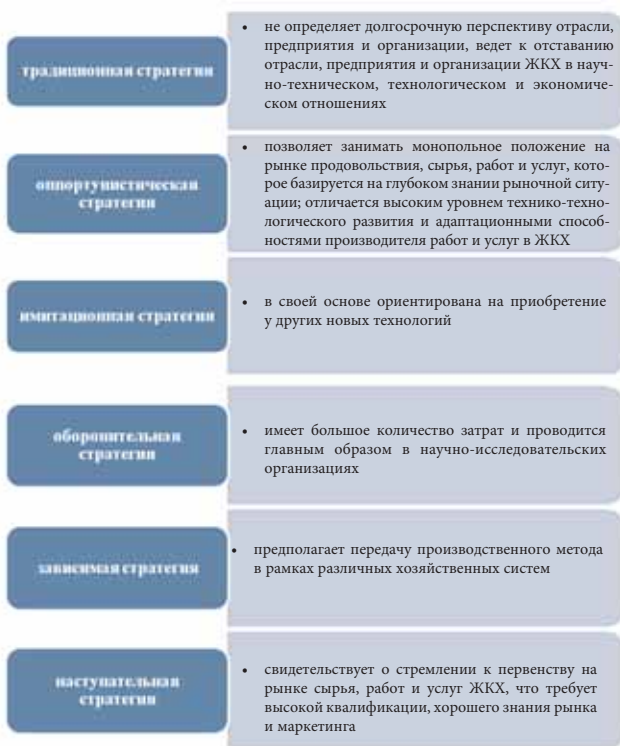 традиционная стратегия
• не определяет долгосрочную перспективу отрасли,
предприятия и организации, ведет к отставанию
отрасли, предприятия и организации ЖКХ в науч-
но-техническом, технологическом и экономиче-
ском отношениях
оппортунистическая
стратегия
• позволяет занимать монопольное положение на
рынке продовольствия, сырья, работ и услуг, кото-
рое базируется на глубоком знании рыночной ситу-
ации; отличается высоким уровнем технико-техно-
логического развития и адаптационными способ-
ностями производителя работ и услуг в ЖКХ
имитационная стратегия
• в своей основе ориентирована на приобретение
у других новых технологий
оборонительная
стратегия
• имеет большое количество затрат и проводится
главным образом в научно-исследовательских
организациях
зависимая стратегия
• предполагает передачу производственного метода
в рамках различных хозяйственных систем
наступательная
стратегия
• свидетельствует о стремлении к первенству на
рынке сырья, работ и услуг ЖКХ, что требует
высокой квалификации, хорошего знания рынка
и маркетинга